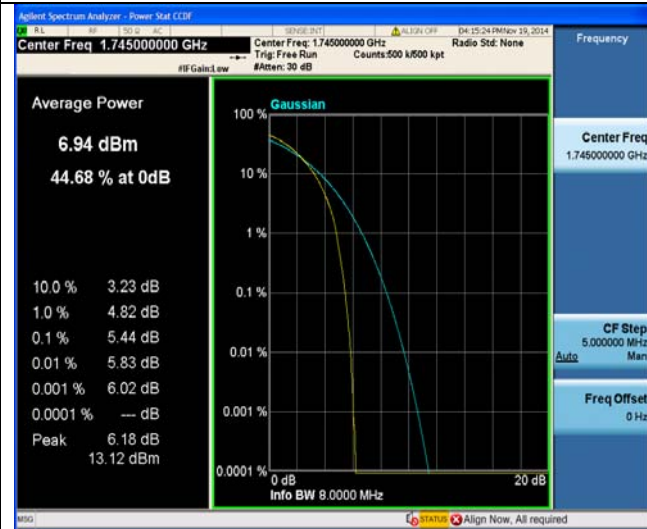 Agilent Spectrum Analyzer - Power Stat CCDF
RL RF 50 Ω AC SENSE:INT ALIGN OFF 04:15:24 PM Nov 19, 2014
Center Freq 1.745000000 GHz
Center Freq: 1.745000000 GHz Radio Std: None
Trig: Free Run Counts:500 k/500 kpt
#IFGain:Low #Atten: 30 dB
Frequency
Average Power
6.94 dBm
44.68 % at 0dB
10.0 % 3.23 dB
1.0 % 4.82 dB
0.1 % 5.44 dB
0.01 % 5.83 dB
0.001 % 6.02 dB
0.0001 % --- dB
Peak 6.18 dB
13.12 dBm
Gaussian
100 %
10 %
1 %
0.1 %
0.01 %
0.001 %
0.0001 %
0 dB 20 dB
Info BW 8.0000 MHz
Center Freq
1.745000000 GHz
CF Step
5.000000 MHz
Auto Man
Freq Offset
0 Hz
MSG STATUS Align Now, All required